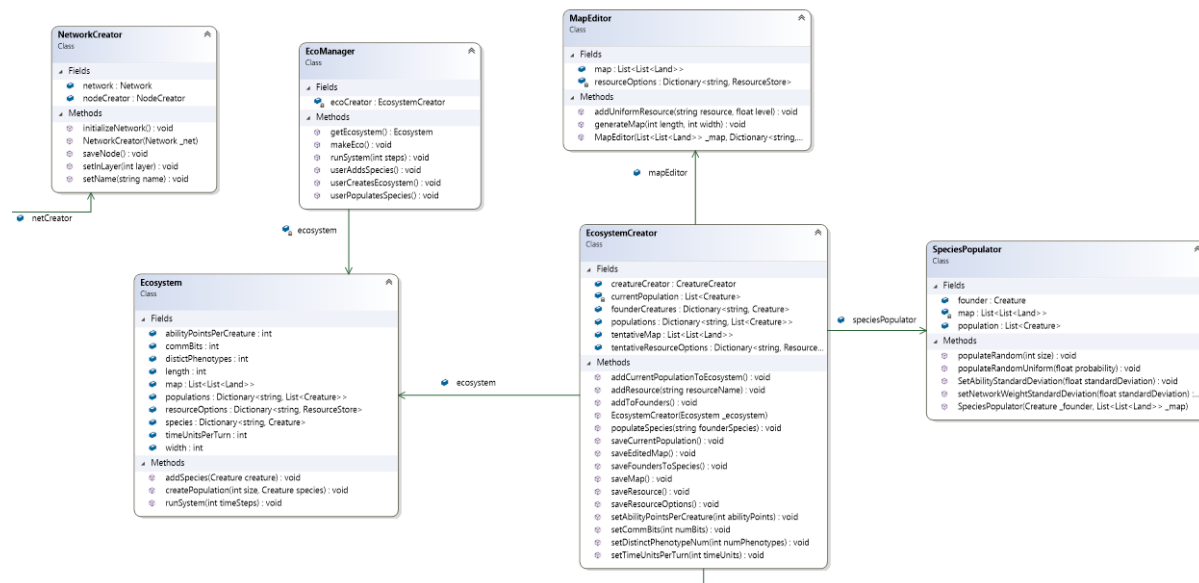 NetworkCreator
Class
Fields
network : Network
nodeCreator : NodeCreator
Methods
initializeNetwork() : void
NetworkCreator(Network _net)
saveNode() : void
setInLayer(int layer) : void
setName(string name) : void
netCreator
EcoManager
Class
Fields
ecoCreator : EcosystemCreator
Methods
getEcosystem() : Ecosystem
makeEco() : void
runSystem(int steps) : void
userAddsSpecies() : void
userCreatesEcosystem() : void
userPopulatesSpecies() : void
ecosystem
MapEditor
Class
Fields
map : List<List<Land>>
resourceOptions : Dictionary<string, ResourceStore>
Methods
addUniformResource(string resource, float level) : void
generateMap(int length, int width) : void
MapEditor(List<List<Land>> _map, Dictionary<string,...
mapEditor
Ecosystem
Class
Fields
abilityPointsPerCreature : int
commBits : int
distictPhenotypes : int
length : int
map : List<List<Land>>
populations : Dictionary<string, List<Creature>>
resourceOptions : Dictionary<string, ResourceStore>
species : Dictionary<string, Creature>
timeUnitsPerTurn : int
width : int
Methods
addSpecies(Creature creature) : void
createPopulation(int size, Creature species) : void
runSystem(int timeSteps) : void
ecosystem
EcosystemCreator
Class
Fields
creatureCreator : CreatureCreator
currentPopulation : List<Creature>
founderCreatures : Dictionary<string, Creature>
populations : Dictionary<string, List<Creature>>
tentativeMap : List<List<Land>>
tentativeResourceOptions : Dictionary<string, Resource...
Methods
addCurrentPopulationToEcosystem() : void
addResource(string resourceName) : void
addToFounders() : void
EcosystemCreator(Ecosystem _ecosystem)
populateSpecies(string founderSpecies) : void
saveCurrentPopulation() : void
saveEditedMap() : void
saveFoundersToSpecies() : void
saveMap() : void
saveResource() : void
saveResourceOptions() : void
setAbilityPointsPerCreature(int abilityPoints) : void
setCommBits(int numBits) : void
setDistinctPhenotypeNum(int numPhenotypes) : void
setTimeUnitsPerTurn(int timeUnits) : void
speciesPopulator
SpeciesPopulator
Class
Fields
founder : Creature
map : List<List<Land>>
population : List<Creature>
Methods
populateRandom(int size) : void
populateRandomUniform(float probability) : void
SetAbilityStandardDeviation(float standardDeviation) : void
setNetworkWeightStandardDeviation(float standardDeviation) :...
SpeciesPopulator(Creature _founder, List<List<Land>> _map)